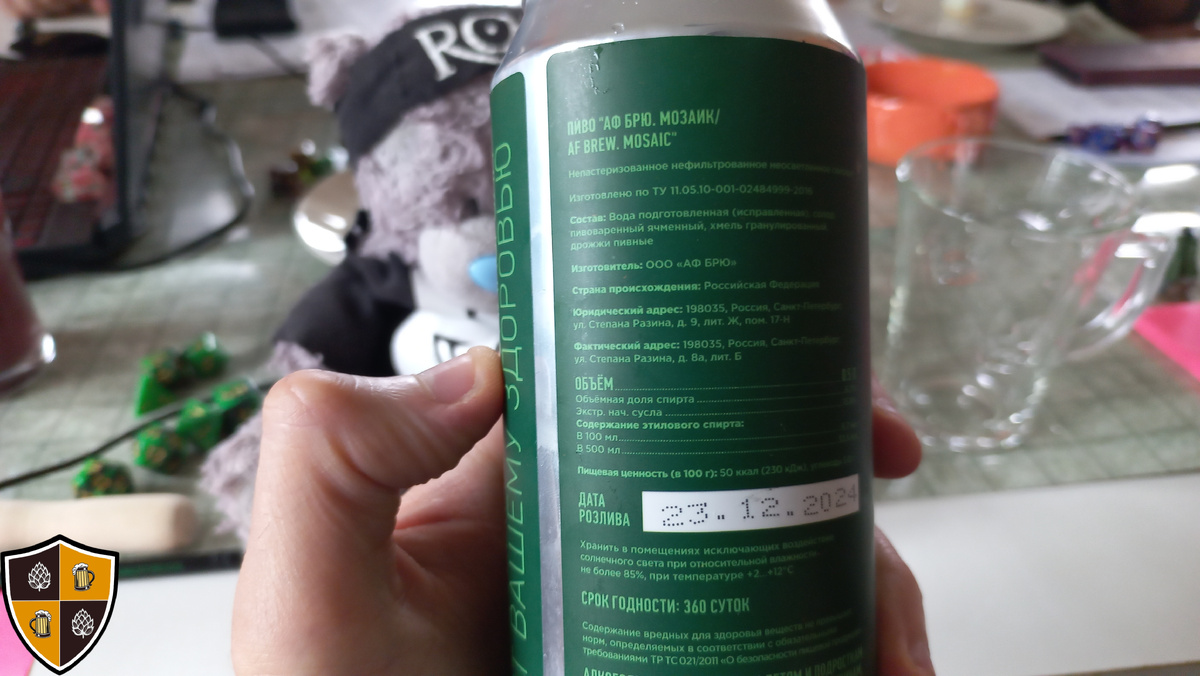 RO
ВАШЕМУ ЗДОРОВЬЮ
ПИВО "АФ БРЮ. МОЗАИК/
AF BREW. MOSAIC"
Непастеризованное нефильтрованное
Изготовлено по ТУ 11.05.10-001-02484999-2016
Состав: Вода подготовленная (исправленная), солод
пивоваренный ячменный, хмель гранулированный,
дрожжи пивные
Изготовитель: ООО «АФ БРЮ»
Страна происхождения: Российская Федерация
Юридический адрес: 198035, Россия, Санкт-Петербург,
ул. Степана Разина, д. 9, лит. Ж, пом. 17-Н
Фактический адрес: 198035, Россия, Санкт-Петербург,
ул. Степана Разина, д. 8а, лит. Б
ОБЪЁМ
Объёмная доля спирта
Экстр. нач. сусла
Содержание этилового спирта:
В 100 мл
В 500 мл
Пищевая ценность (в 100 г): 50 ккал (230 кДж),
ДАТА
РОЗЛИВА
23.12.2024
Хранить в помещениях исключающих воздействие
солнечного света при относительной влажности
не более 85%, при температуре +2...+12°C
СРОК ГОДНОСТИ: 360 СУТОК
Содержание вредных для здоровья веществ не
норм, определяемых в соответствии с обязательными
требованиями ТР ТС 021/2011 «О безопасности
И ПОДРОСТКАМ